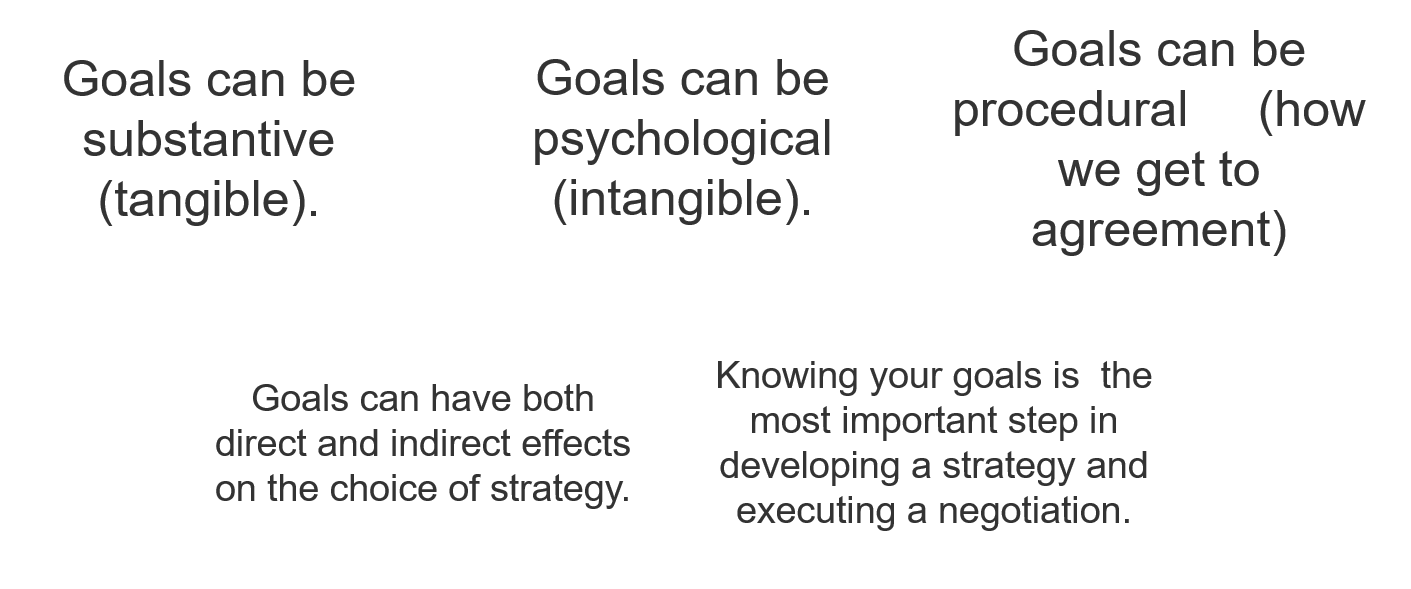 Goals can be
substantive
(tangible).
Goals can be
psychological
(intangible).
Goals can be
procedural (how
we get to
agreement)
Goals can have both
direct and indirect effects
on the choice of strategy.
Knowing your goals is the
most important step in
developing a strategy and
executing a negotiation.